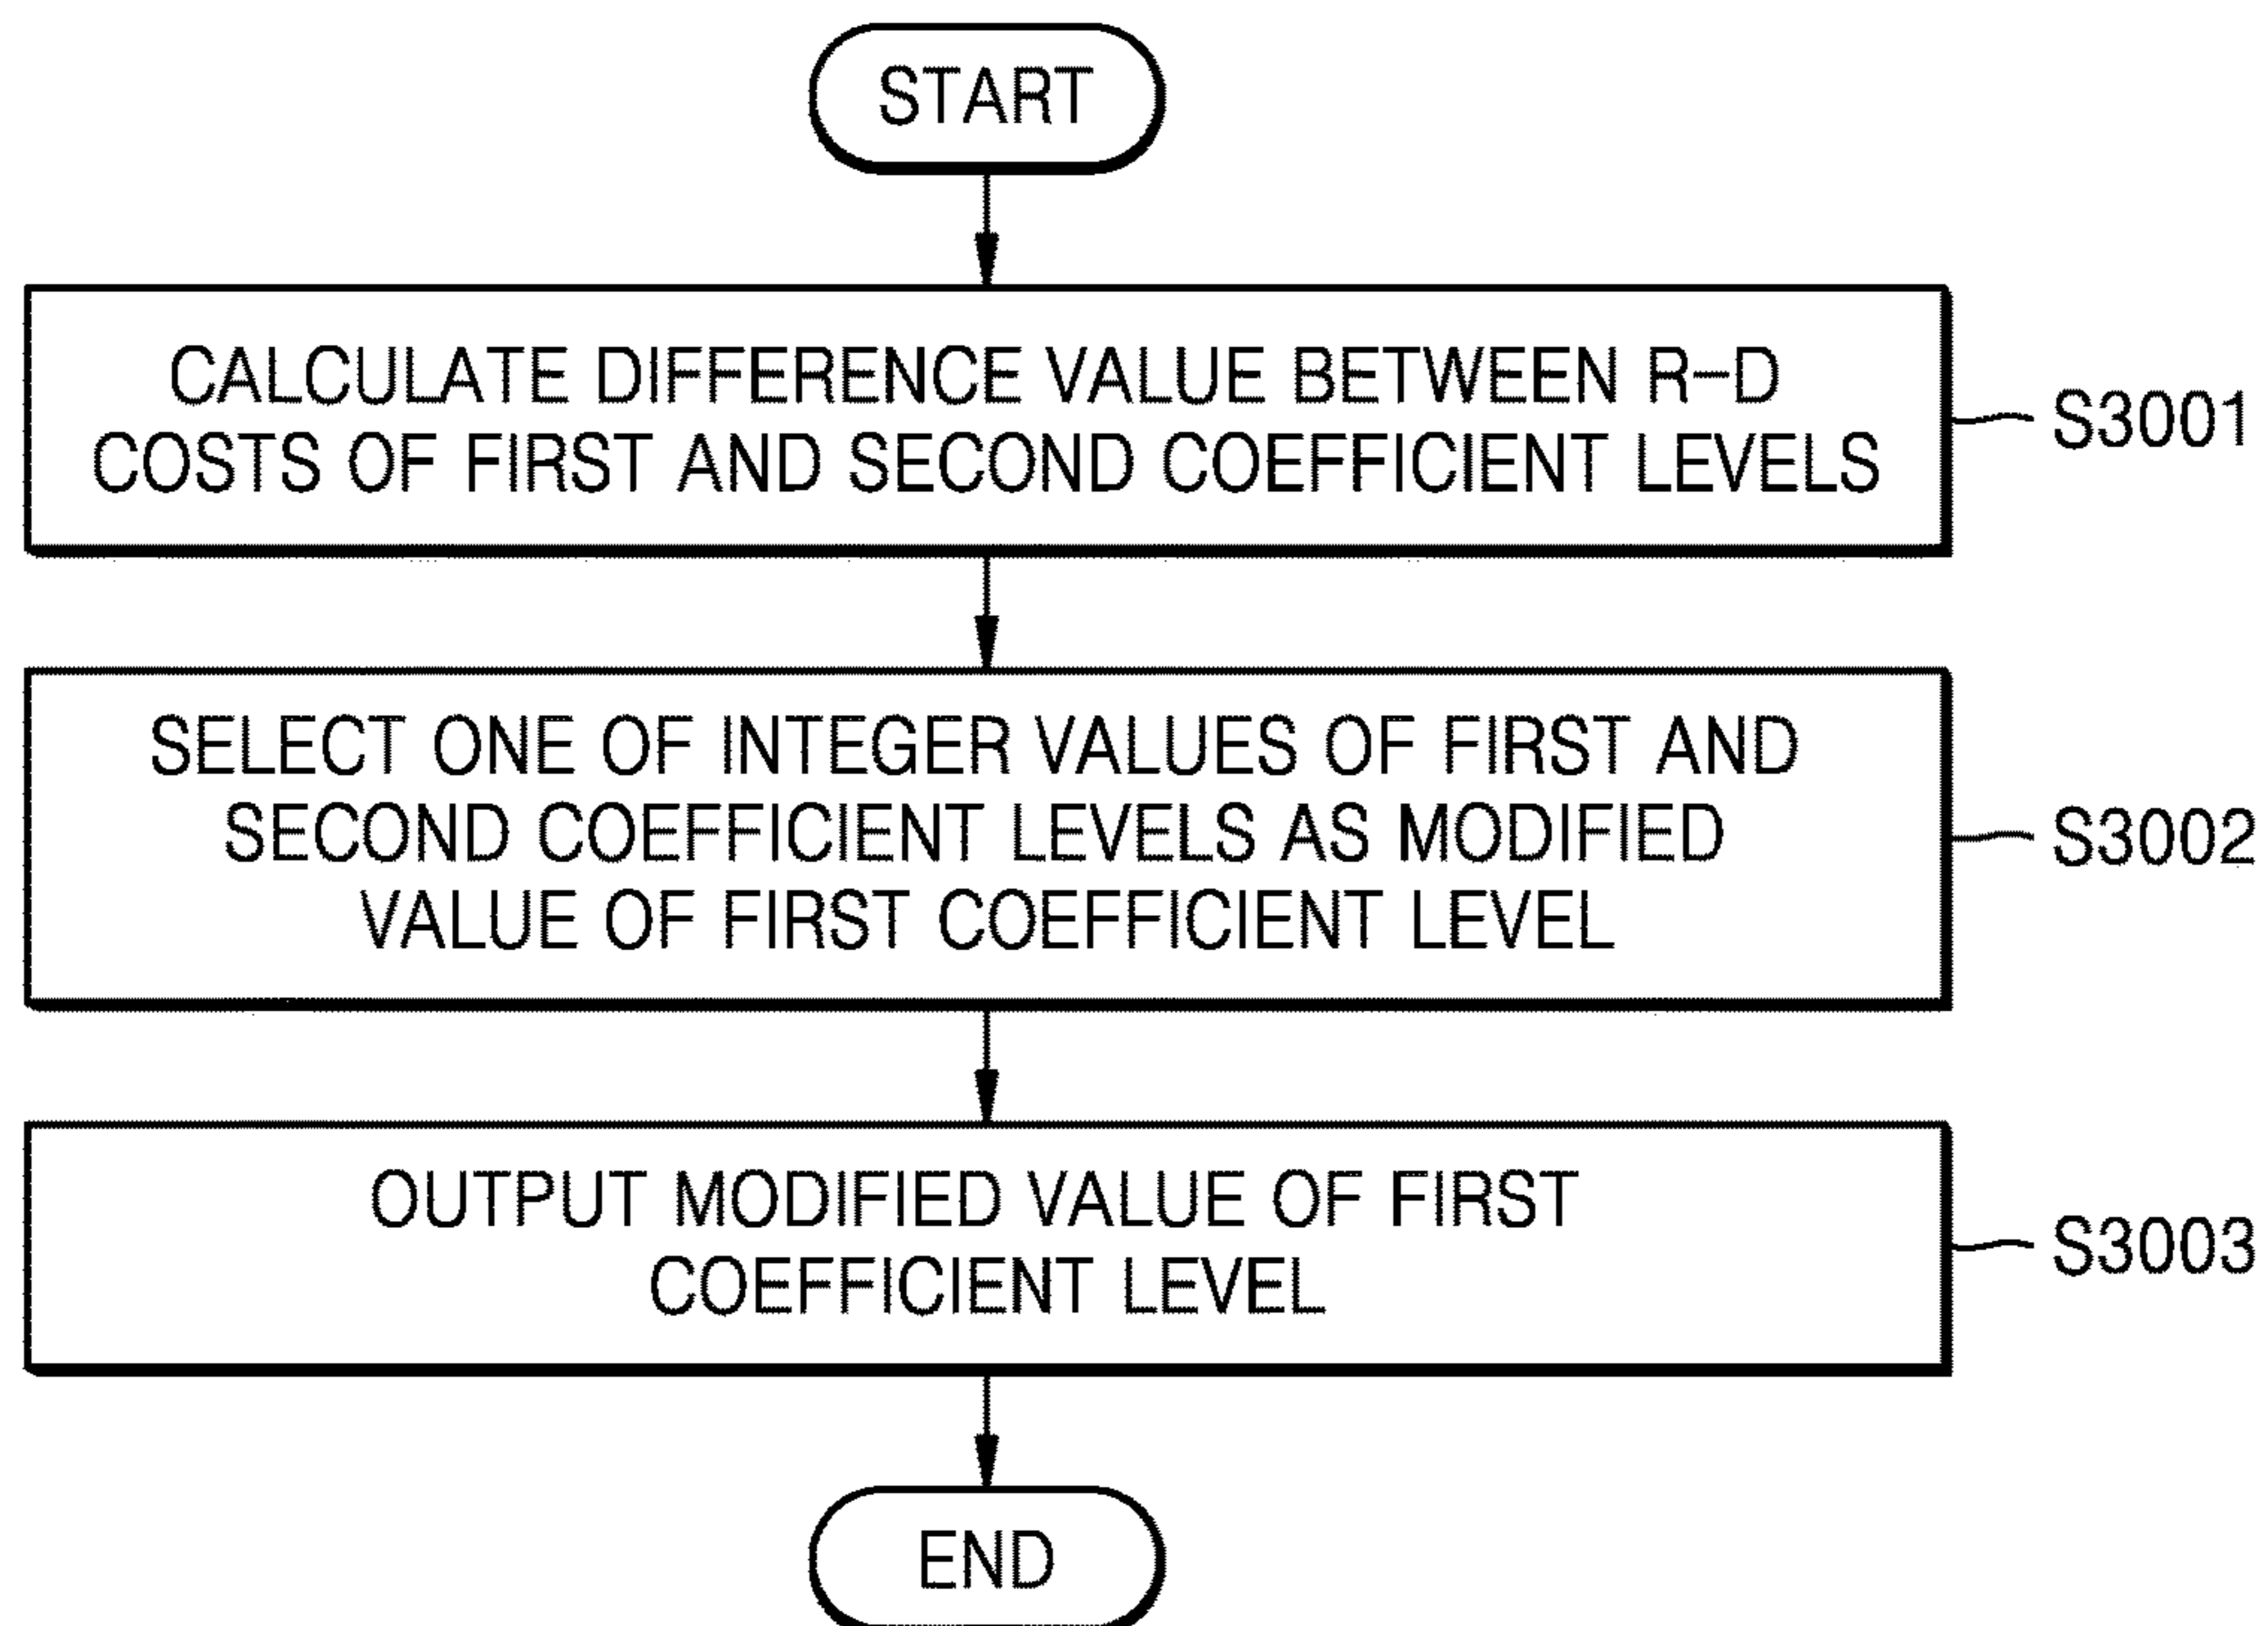 START
CALCULATE DIFFERENCE VALUE BETWEEN R-D
COSTS OF FIRST AND SECOND COEFFICIENT LEVELS
S3001
SELECT ONE OF INTEGER VALUES OF FIRST AND
SECOND COEFFICIENT LEVELS AS MODIFIED
VALUE OF FIRST COEFFICIENT LEVEL
S3002
OUTPUT MODIFIED VALUE OF FIRST
COEFFICIENT LEVEL
S3003
END